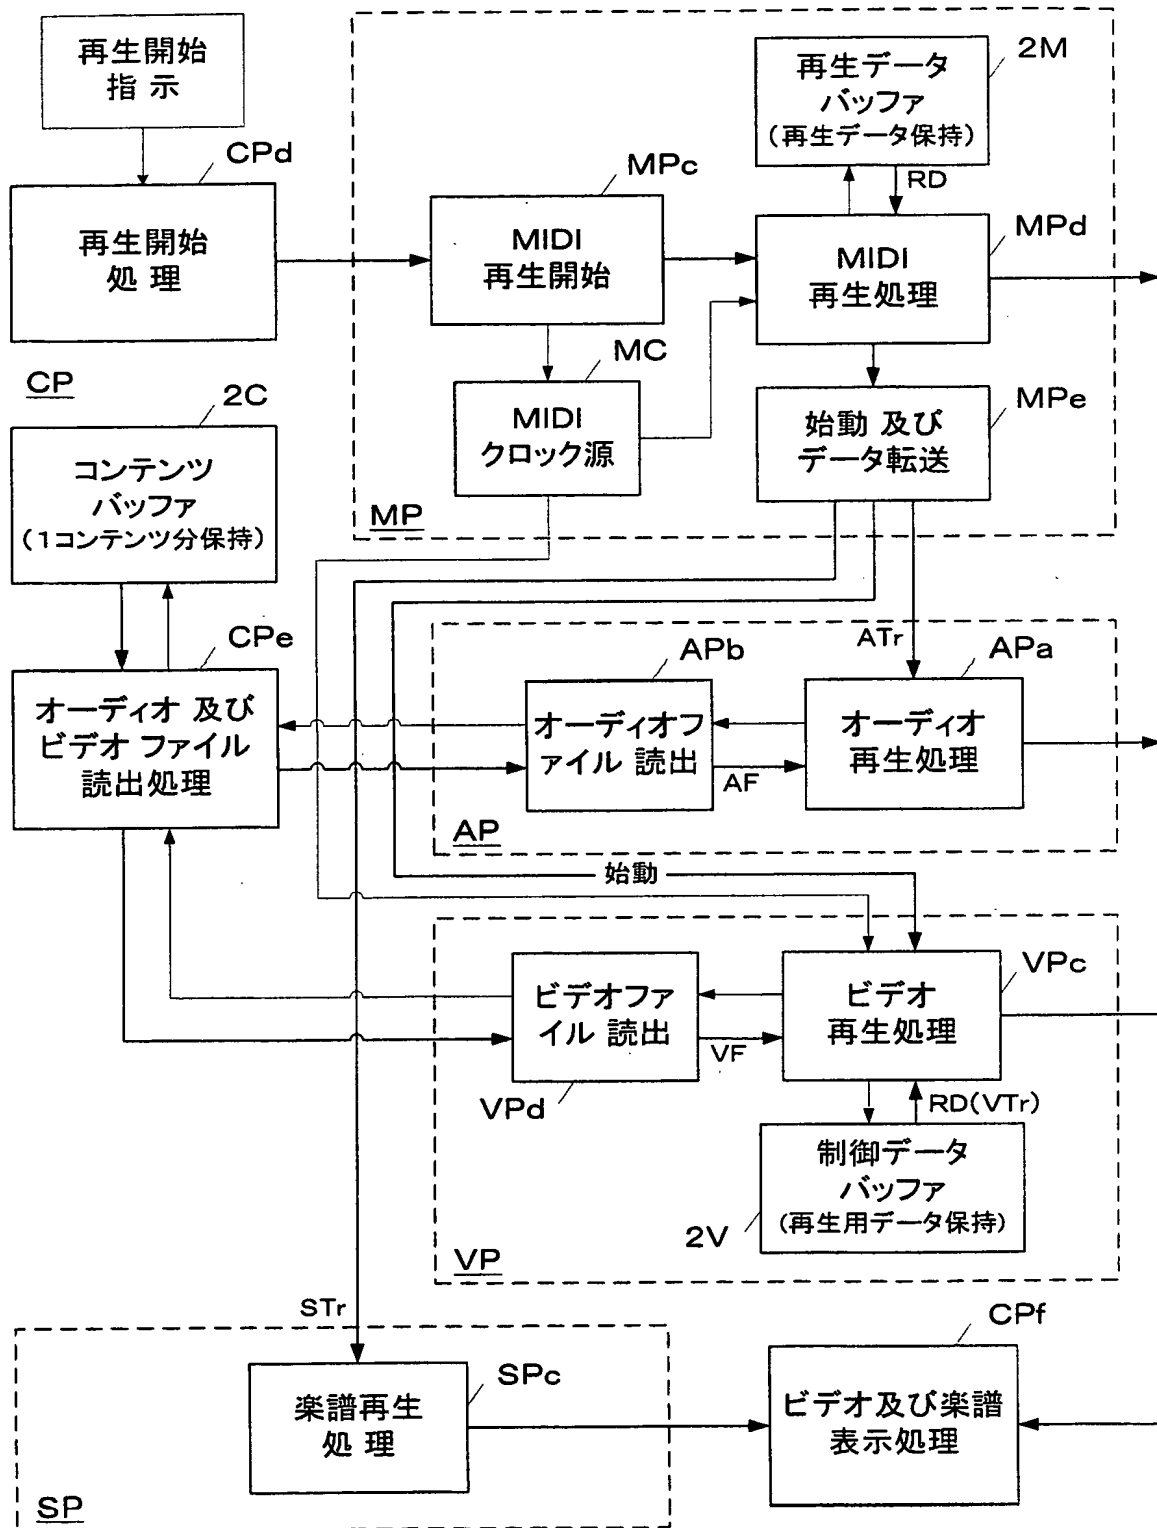 再生開始
指 示
CPd
再生開始
処 理
CP
2C
コンテンツ
バッファ
(1コンテンツ分保持)
CPe
オーディオ 及び
ビデオ ファイル
読出処理
MPc
MIDI
再生開始
MC
MIDI
クロック源
MP
2M
再生データ
バッファ
(再生データ保持)
RD
MPd
MIDI
再生処理
MPe
始動 及び
データ転送
ATr
APb
オーディオフ
ァイル 読出
AF
APa
オーディオ
再生処理
AP
始動
VPc
ビデオ
再生処理
ビデオファ
イル 読出
VF
VPd
RD(VTr)
制御データ
バッファ
(再生用データ保持)
2V
VP
STr
SPc
楽譜再生
処 理
SP
CPf
ビデオ及び楽譜
表示処理